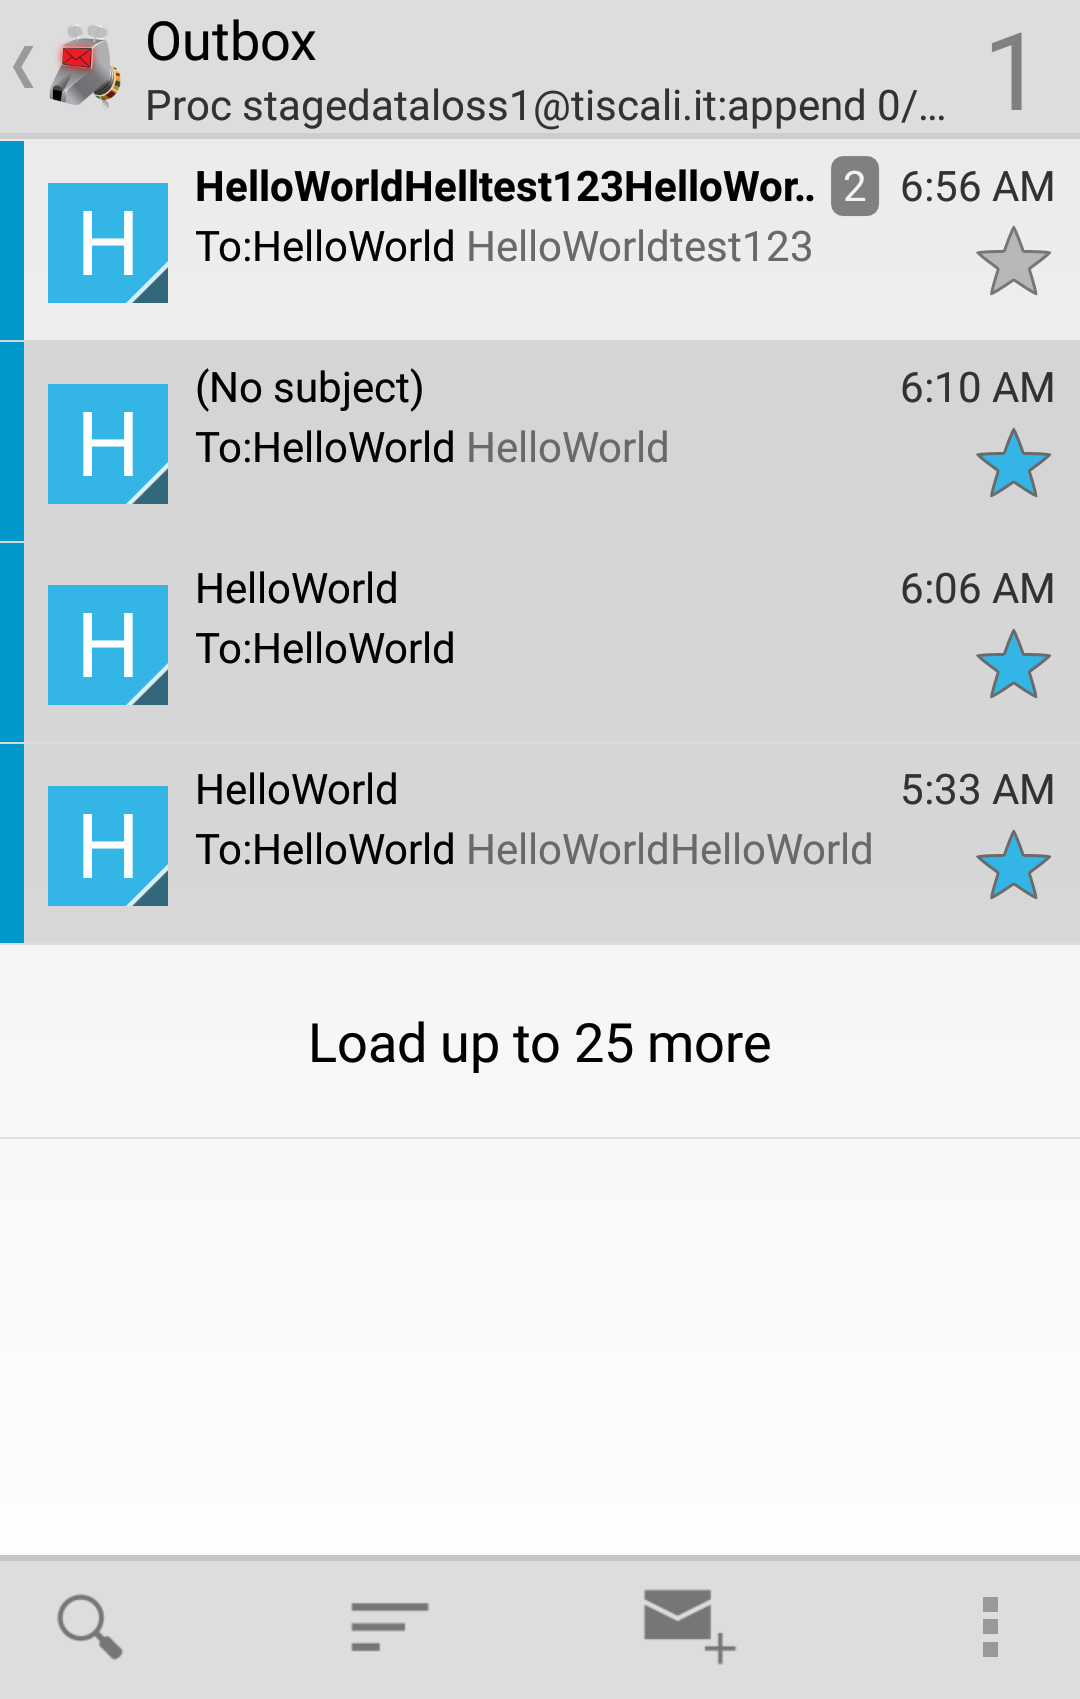 Outbox
Proc stagedataloss1@tiscali.it:append 0/...
1
HelloWorldHelltest123HelloWor.. 2 6:56 AM
To:HelloWorld HelloWorldtest123
H
(No subject) 6:10 AM
To:HelloWorld HelloWorld
H
HelloWorld 6:06 AM
To:HelloWorld
H
HelloWorld 5:33 AM
To:HelloWorld HelloWorldHelloWorld
H
Load up to 25 more